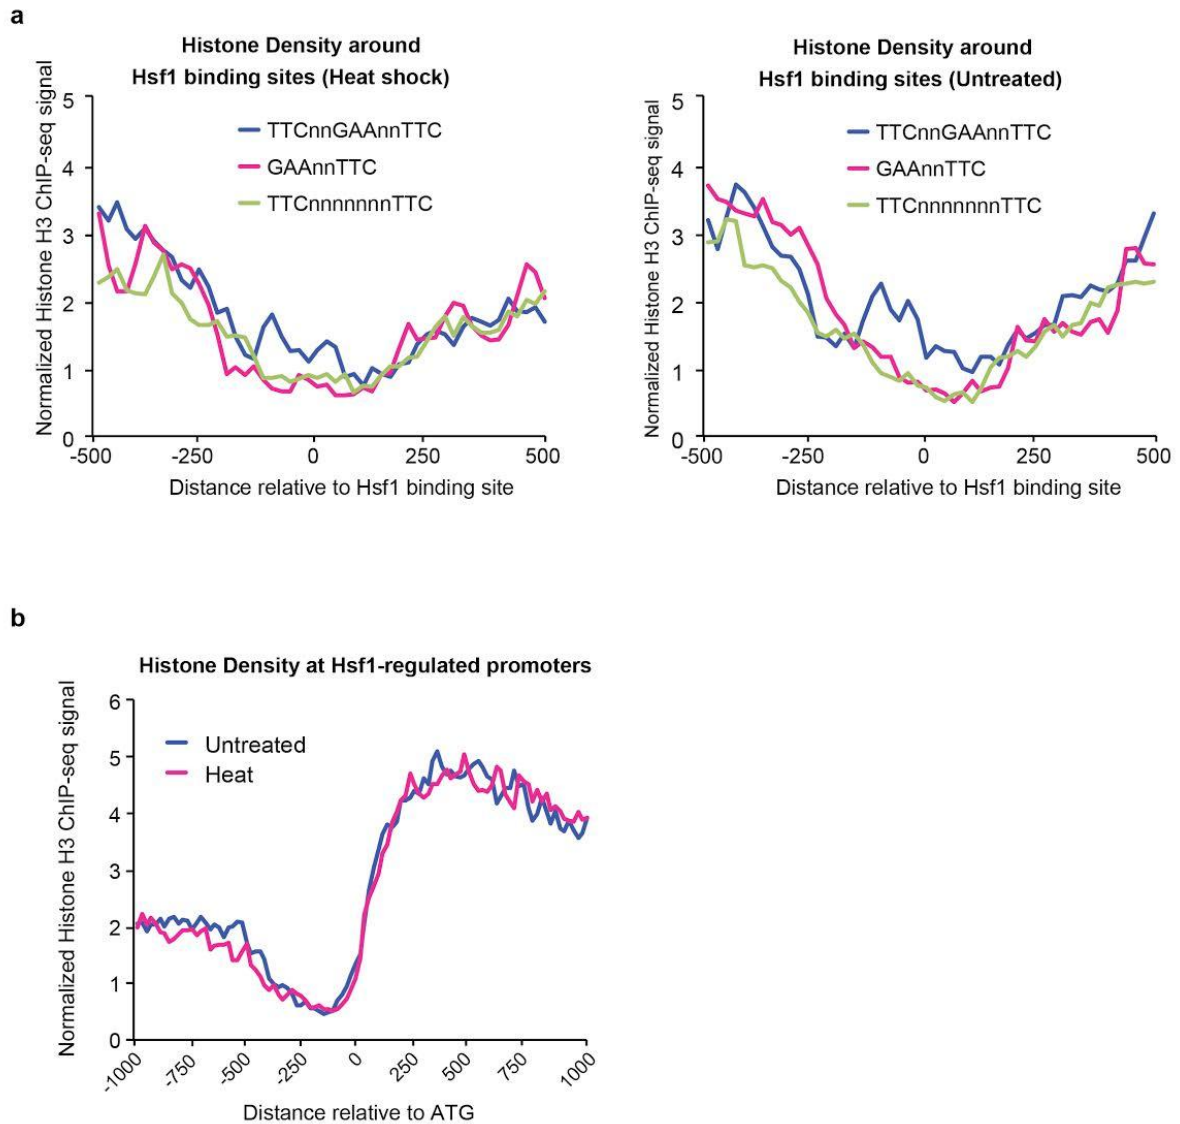 a
Histone Density around
Hsf1 binding sites (Heat shock)
Normalized Histone H3 ChIP-seq signal
5
4
3
2
1
0
TTCnnGAAnnTTC
GAAnnTTC
TTCnnnnnnnTTC
-500
-250
0
250
500
Distance relative to Hsf1 binding site
Histone Density around
Hsf1 binding sites (Untreated)
Normalized Histone H3 ChIP-seq signal
5
4
3
2
1
0
TTCnnGAAnnTTC
GAAnnTTC
TTCnnnnnnnTTC
-500
-250
0
250
500
Distance relative to Hsf1 binding site
b
Histone Density at Hsf1-regulated promoters
Normalized Histone H3 ChIP-seq signal
6
5
4
3
2
1
0
Untreated
Heat
-1000
-750
-500
-250
0
250
500
750
1000
Distance relative to ATG